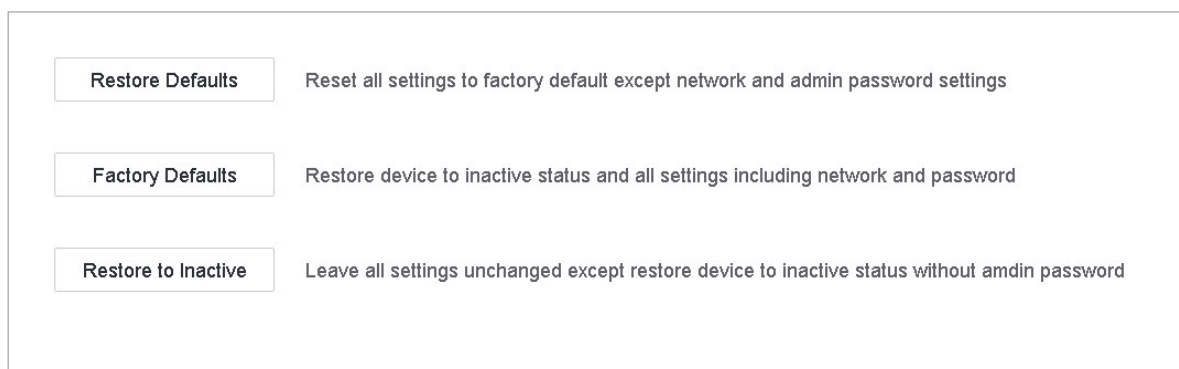 Restore Defaults Reset all settings to factory default except network and admin password settings
Factory Defaults Restore device to inactive status and all settings including network and password
Restore to Inactive Leave all settings unchanged except restore device to inactive status without amdin password